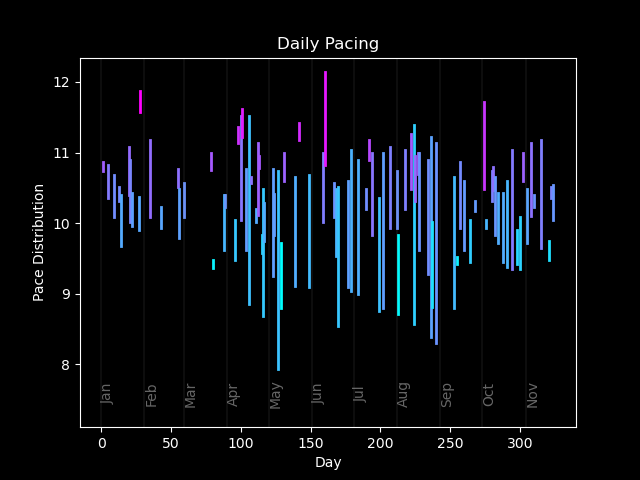 Daily Pacing
Pace Distribution
12
11
10
9
8
Jan
Feb
Mar
Apr
May
Jun
Jul
Aug
Sep
Oct
Nov
0 50 100 150 200 250 300
Day